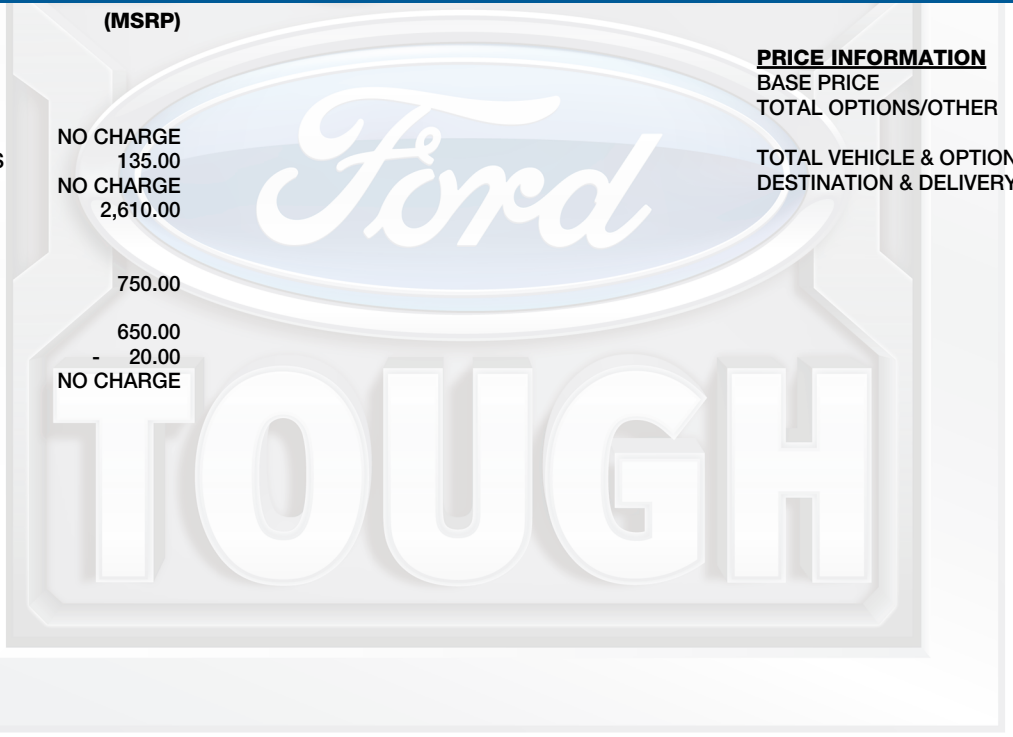 (MSRP)
NO CHARGE
S 135.00
NO CHARGE
2,610.00
750.00
650.00
- 20.00
NO CHARGE
PRICE INFORMATION
BASE PRICE
TOTAL OPTIONS/OTHER
TOTAL VEHICLE & OPTION
DESTINATION & DELIVERY
Ford
TOUGH